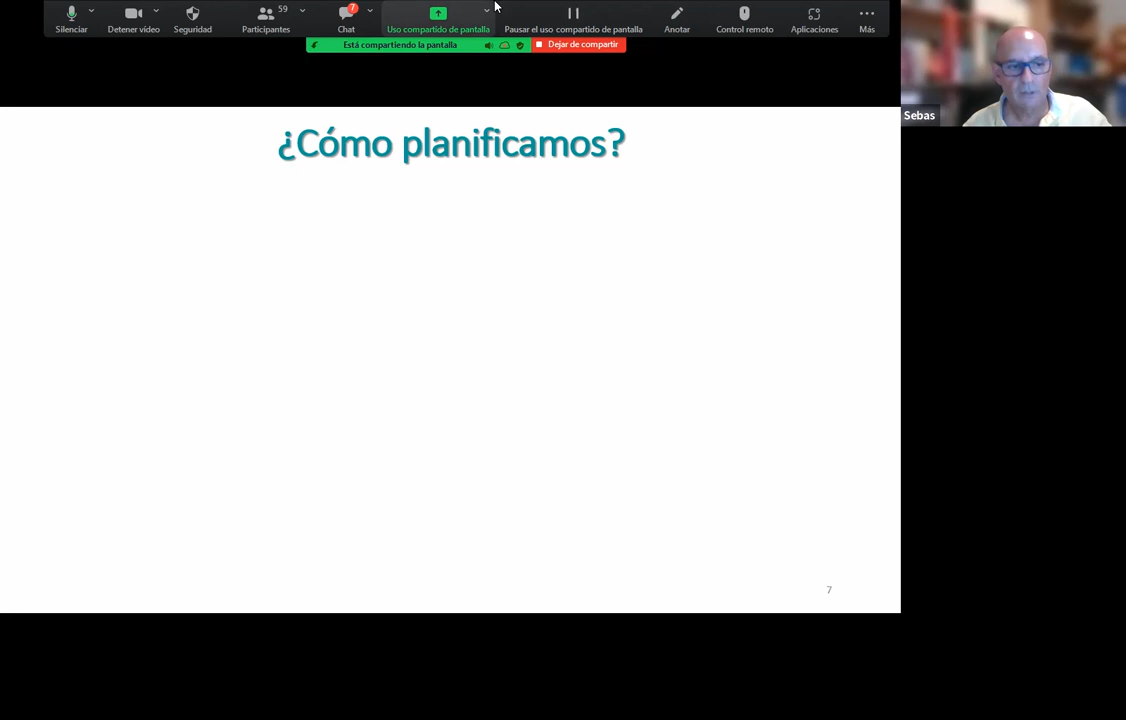 59
7
Silenciar
Detener vídeo
Seguridad
Participantes
Chat
Uso compartido de pantalla
Pausar el uso compartido de pantalla
Anotar
Control remoto
Aplicaciones
Más
Está compartiendo la pantalla
Dejar de compartir
Sebas
¿Cómo planificamos?
7